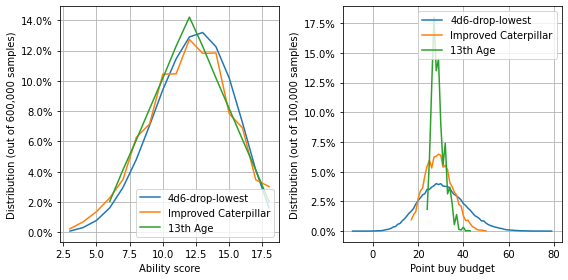 Distribution (out of 600,000 samples)
14.0%
12.0%
10.0%
8.0%
6.0%
4.0%
2.0%
0.0%
4d6-drop-lowest
Improved Caterpillar
13th Age
2.5 5.0 7.5 10.0 12.5 15.0 17.5
Ability score
Distribution (out of 100,000 samples)
17.5%
15.0%
12.5%
10.0%
7.5%
5.0%
2.5%
0.0%
4d6-drop-lowest
Improved Caterpillar
13th Age
0 20 40 60 80
Point buy budget